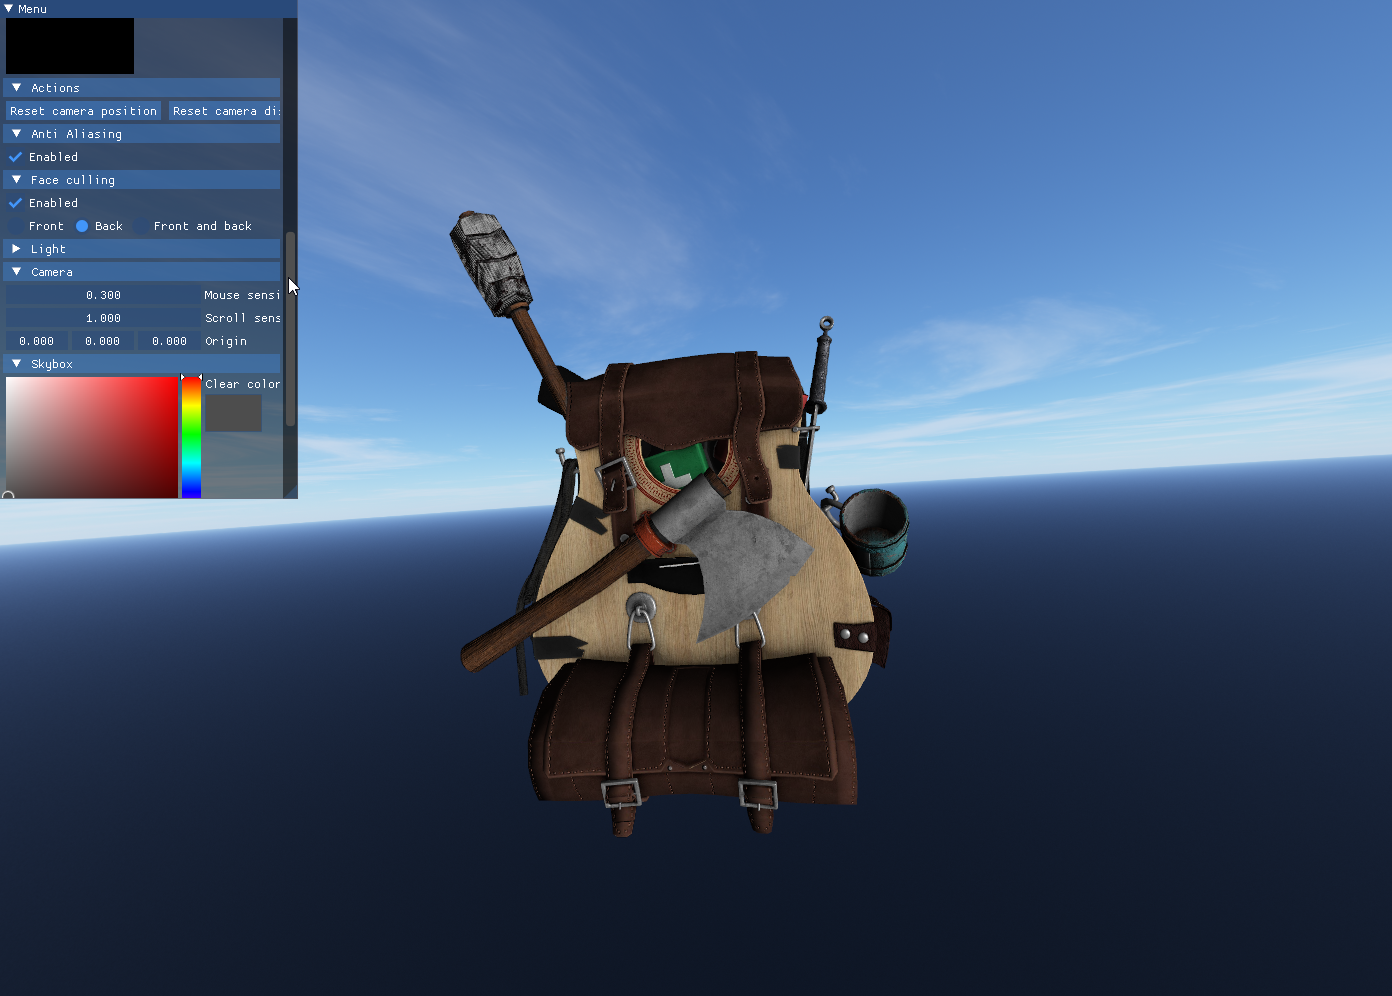 Menu
Actions
Reset camera position Reset camera di
Anti Aliasing
Enabled
Face culling
Enabled
Front Back Front and back
Light
Camera
0.300 Mouse sensi
1.000 Scroll sens
0.000 0.000 0.000 Origin
Skybox
Clear color